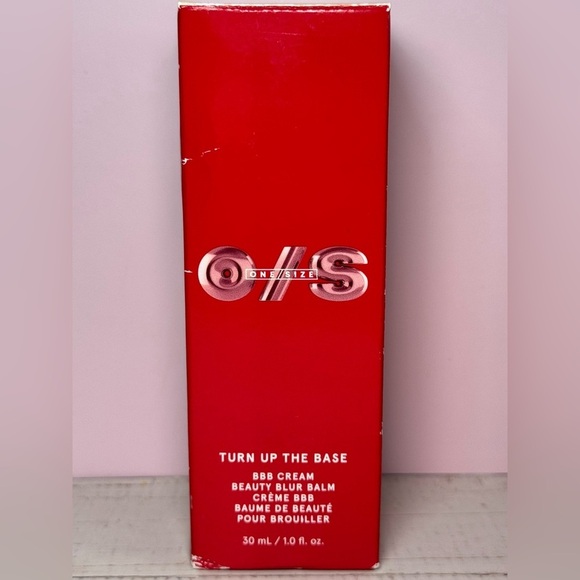 O//S
ONE/SIZE
TURN UP THE BASE
BBB CREAM
BEAUTY BLUR BALM
CRÈME BBB
BAUME DE BEAUTÉ
POUR BROUILLER
30 mL / 1.0 fl. oz.